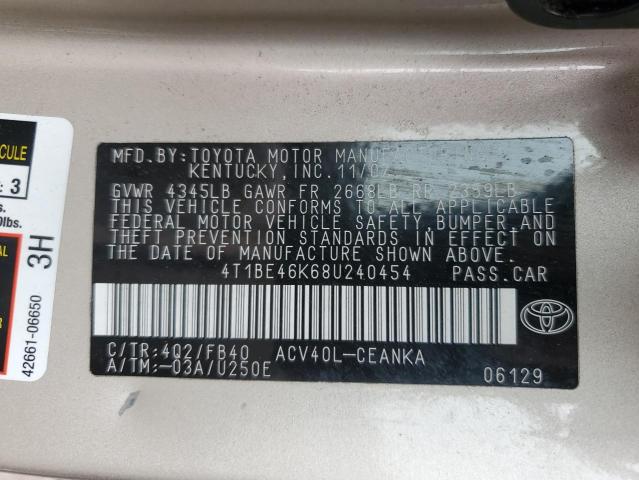 CULE
: 3
s.
0lbs.
3H
42661-06650
MFD.BY:TOYOTA MOTOR
KENTUCKY,INC.11/07
GVWR 4345LB GAWR FR 2668LB RR 2359LB
THIS VEHICLE CONFORMS TO ALL APPLICABLE
FEDERAL MOTOR VEHICLE SAFETY,BUMPER,AND
THEFT PREVENTION STANDARDS IN EFFECT ON
THE DATE OF MANUFACTURE SHOWN ABOVE.
4T1BE46K68U240454 PASS.CAR
C/TR:4Q2/FB40 ACV40L-CEANKA
A/TM:-03A/U250E
06129
TOYOTA